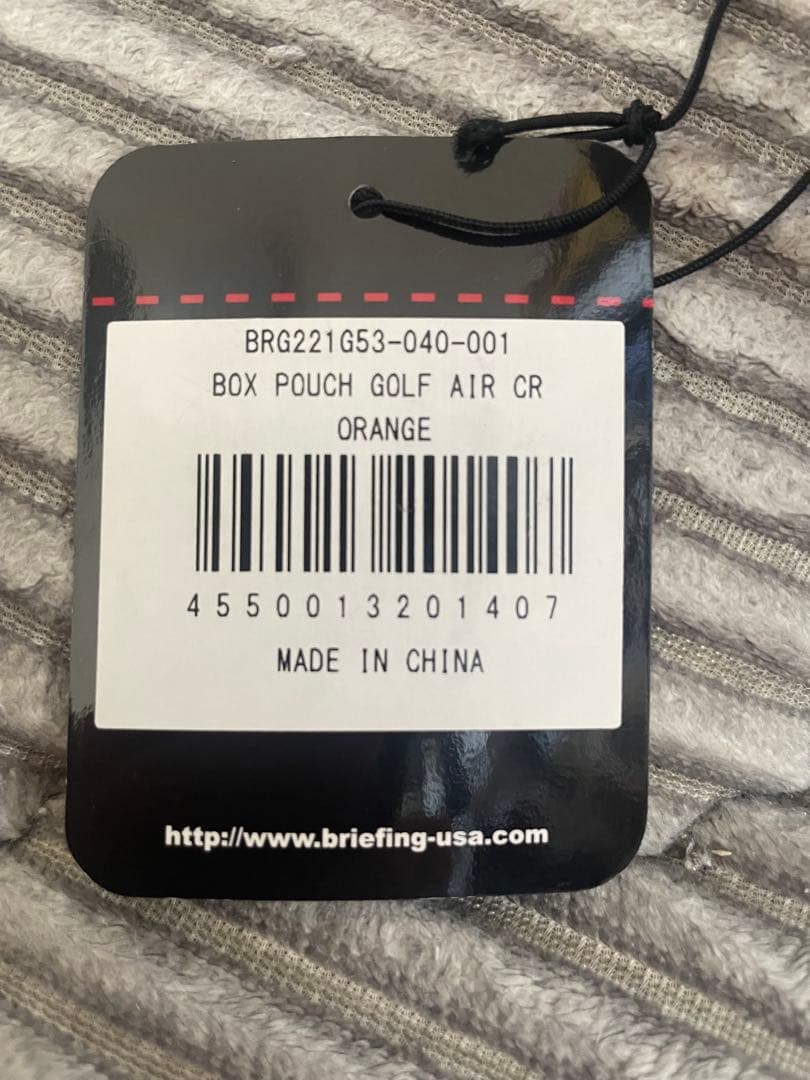 BRG221G53-040-001
BOX POUCH GOLF AIR CR
ORANGE
4550013201407
MADE IN CHINA
http://www.briefing-usa.com